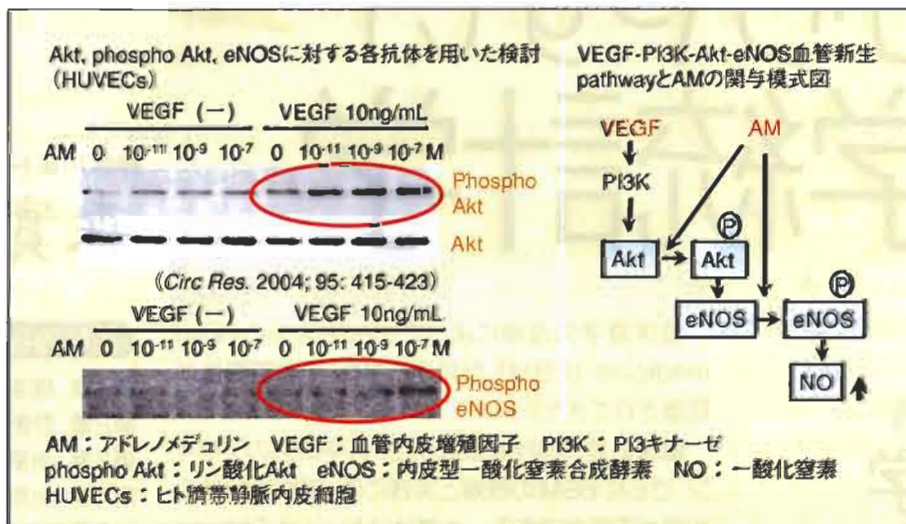 Akt, phospho Akt, eNOSに対する各抗体を用いた検討
（HUVECs）
VEGF（－） VEGF 10ng/mL
AM 0 10⁻¹¹ 10⁻⁹ 10⁻⁷ 0 10⁻¹¹ 10⁻⁹ 10⁻⁷ M
Phospho
Akt
Akt
（Circ Res. 2004; 95: 415-423）
VEGF（－） VEGF 10ng/mL
AM 0 10⁻¹¹ 10⁻⁹ 10⁻⁷ 0 10⁻¹¹ 10⁻⁹ 10⁻⁷ M
Phospho
eNOS
VEGF-PI3K-Akt-eNOS血管新生
pathwayとAMの関与模式図
VEGF AM
PI3K
P
Akt Akt
P
eNOS eNOS
NO
AM：アドレノメデュリン VEGF：血管内皮増殖因子 PI3K：PI3キナーゼ
phospho Akt：リン酸化Akt eNOS：内皮型一酸化窒素合成酵素 NO：一酸化窒素
HUVECs：ヒト臍帯静脈内皮細胞